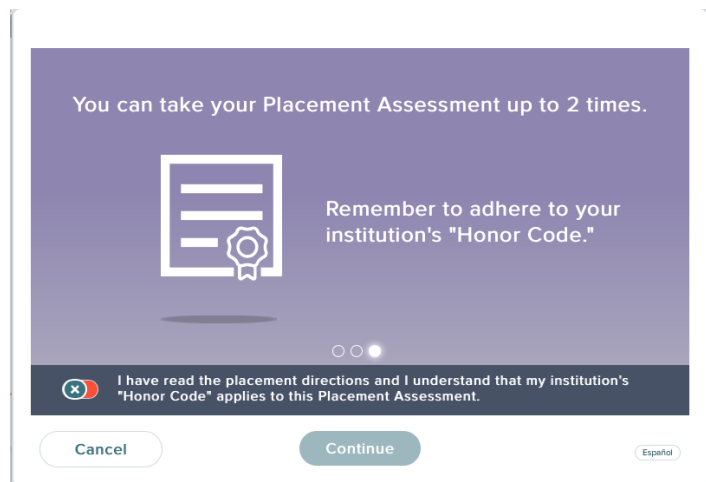 You can take your Placement Assessment up to 2 times.
Remember to adhere to your
institution's "Honor Code."
I have read the placement directions and I understand that my institution's
"Honor Code" applies to this Placement Assessment.
Cancel
Continue
Español